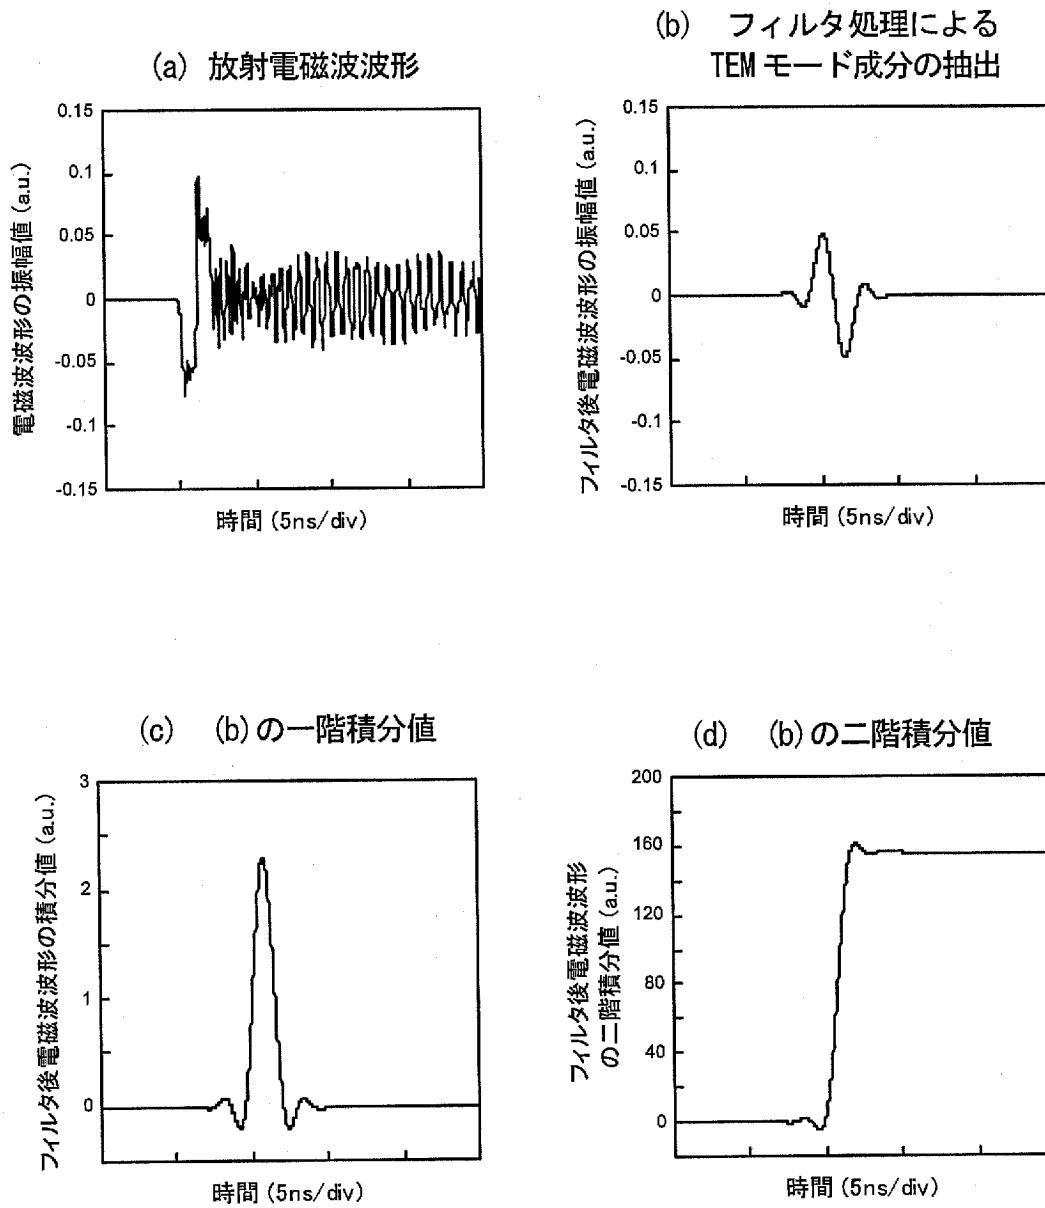 (a) 放射電磁波波形
電磁波波形の振幅値 (a.u.)
0.15
0.1
0.05
0
-0.05
-0.1
-0.15
時間 (5ns/div)
(b) フィルタ処理による
TEM モード成分の抽出
フィルタ後電磁波波形の振幅値 (a.u.)
0.15
0.1
0.05
0
-0.05
-0.1
-0.15
時間 (5ns/div)
(c) (b)の一階積分値
フィルタ後電磁波波形の積分値 (a.u.)
3
2
1
0
時間 (5ns/div)
(d) (b)の二階積分値
フィルタ後電磁波波形
の二階積分値 (a.u.)
200
160
120
80
40
0
時間 (5ns/div)